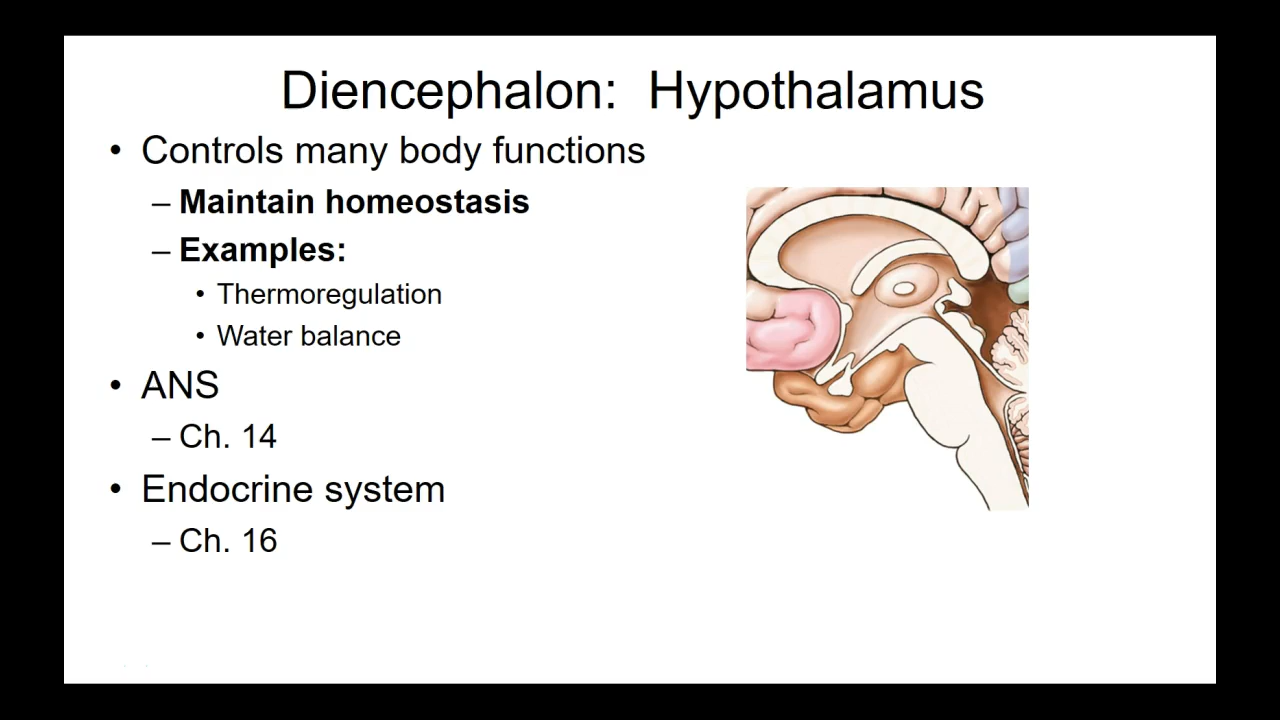 Diencephalon:  Hypothalamus
• Controls many body functions
– Maintain homeostasis
– Examples:
• Thermoregulation
• Water balance
• ANS
– Ch. 14
• Endocrine system
– Ch. 16